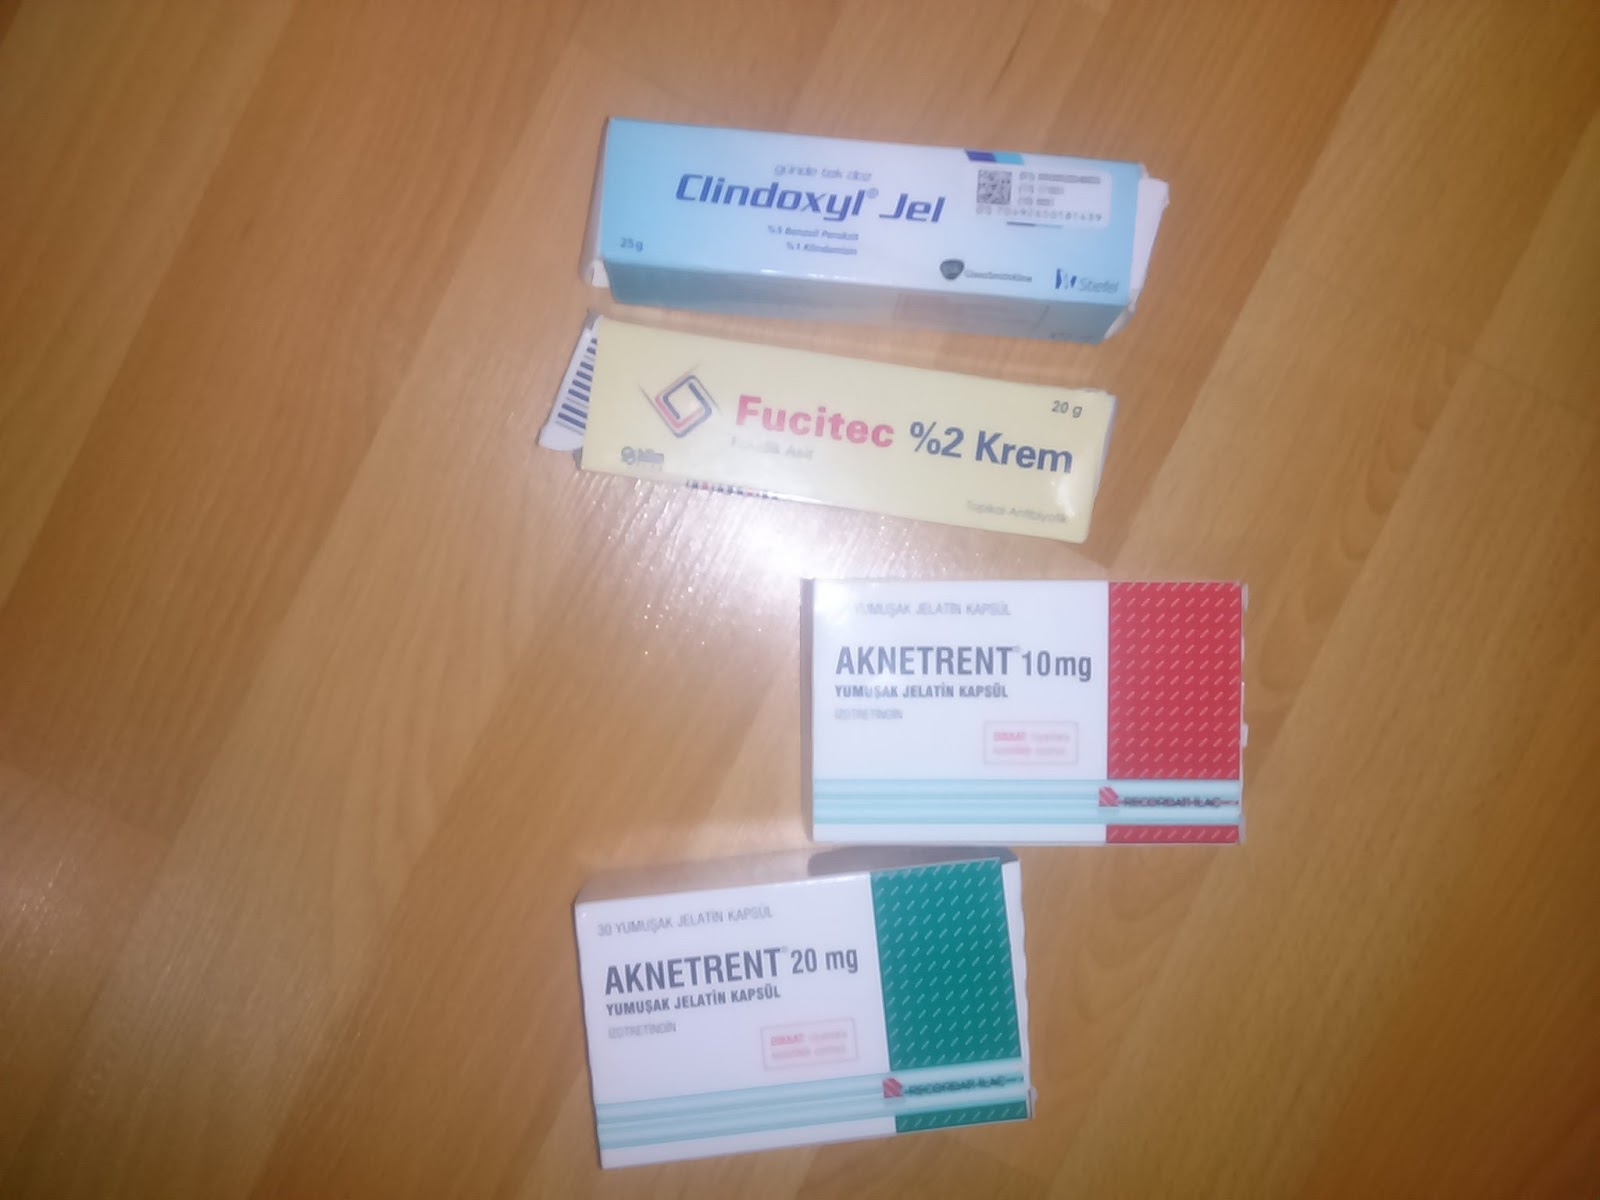 günde tek doz
Clindoxyl® Jel
%5 Benzoil Peroksit
%1 Klindamisin
25g
GlaxoSmithKline
Stiefel
20 g
Fucitec %2 Krem
Asit
Bilim
Topikal Antibiyotik
YUMUŞAK JELATİN KAPSÜL
AKNETRENT® 10mg
YUMUŞAK JELATİN KAPSÜL
İZOTRETİNOİN
DİKKAT
RECORDATI İLAÇ
30 YUMUŞAK JELATİN KAPSÜL
AKNETRENT® 20 mg
YUMUŞAK JELATİN KAPSÜL
İZOTRETİNOİN
DİKKAT
RECORDATI İLAÇ